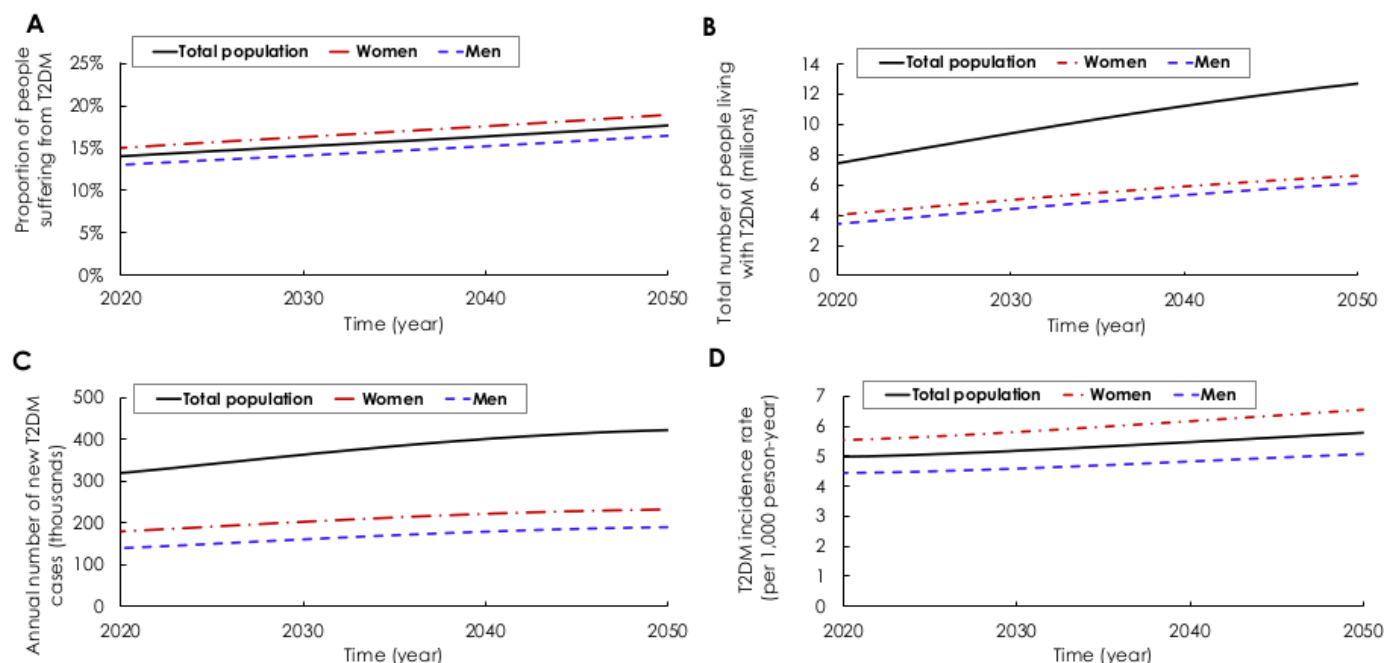 A
Proportion of people
suffering from T2DM
Total population Women Men
25%
20%
15%
10%
5%
0%
2020 2030 2040 2050
Time (year)
B
Total number of people living
with T2DM (millions)
Total population Women Men
14
12
10
8
6
4
2
0
2020 2030 2040 2050
Time (year)
C
Annual number of new T2DM
cases (thousands)
Total population Women Men
500
400
300
200
100
0
2020 2030 2040 2050
Time (year)
D
T2DM incidence rate
(per 1,000 person-year)
Total population Women Men
7
6
5
4
3
2
1
0
2020 2030 2040 2050
Time (year)